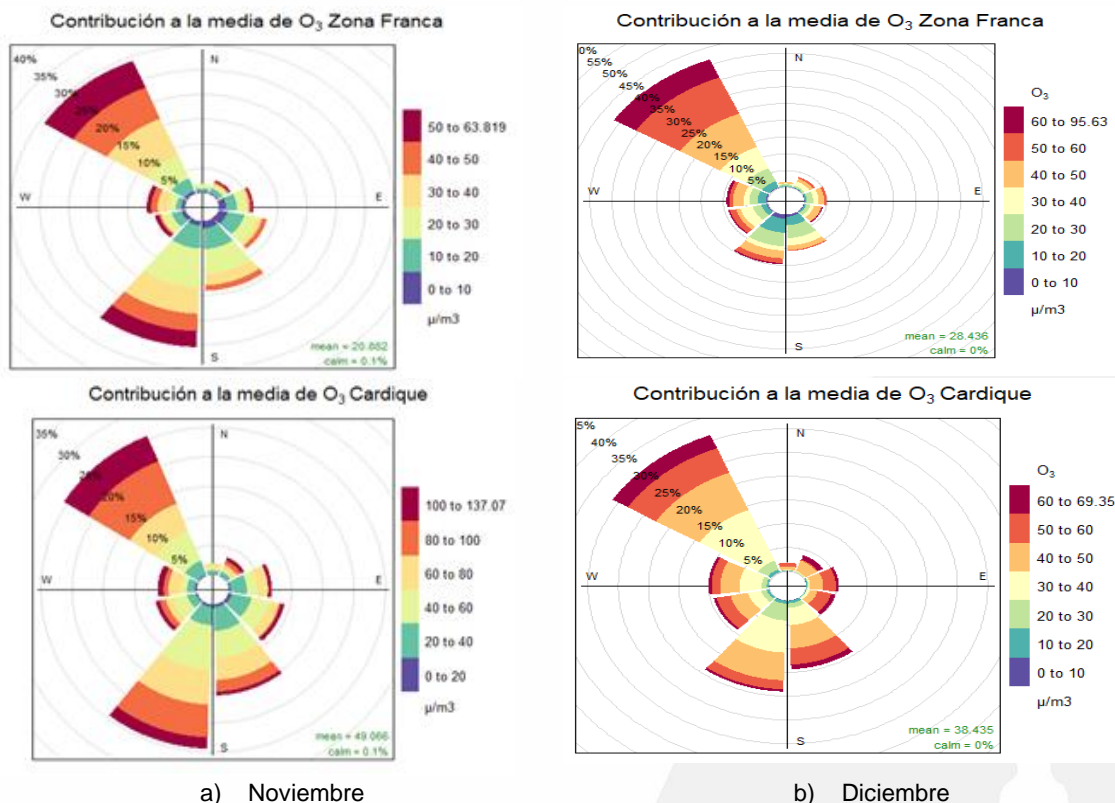 Contribución a la media de O₃ Zona Franca
40%
35%
30%
25%
20%
15%
10%
5%
N
W
E
S
50 to 63.819
40 to 50
30 to 40
20 to 30
10 to 20
0 to 10
µ/m3
calm = 0.1%
Contribución a la media de O₃ Zona Franca
0%
55%
50%
45%
40%
35%
30%
25%
20%
15%
10%
5%
N
W
E
S
O₃
60 to 95.63
50 to 60
40 to 50
30 to 40
20 to 30
10 to 20
0 to 10
µ/m3
mean = 28.436
calm = 0%
Contribución a la media de O₃ Cardique
35%
30%
25%
20%
15%
10%
5%
N
W
E
S
100 to 137.07
80 to 100
60 to 80
40 to 60
20 to 40
0 to 20
µ/m3
mean = 49.066
calm = 0.1%
Contribución a la media de O₃ Cardique
5%
40%
35%
30%
25%
20%
15%
10%
5%
N
W
E
S
O₃
60 to 69.35
50 to 60
40 to 50
30 to 40
20 to 30
10 to 20
0 to 10
µ/m3
mean = 38.435
calm = 0%
a) Noviembre
b) Diciembre